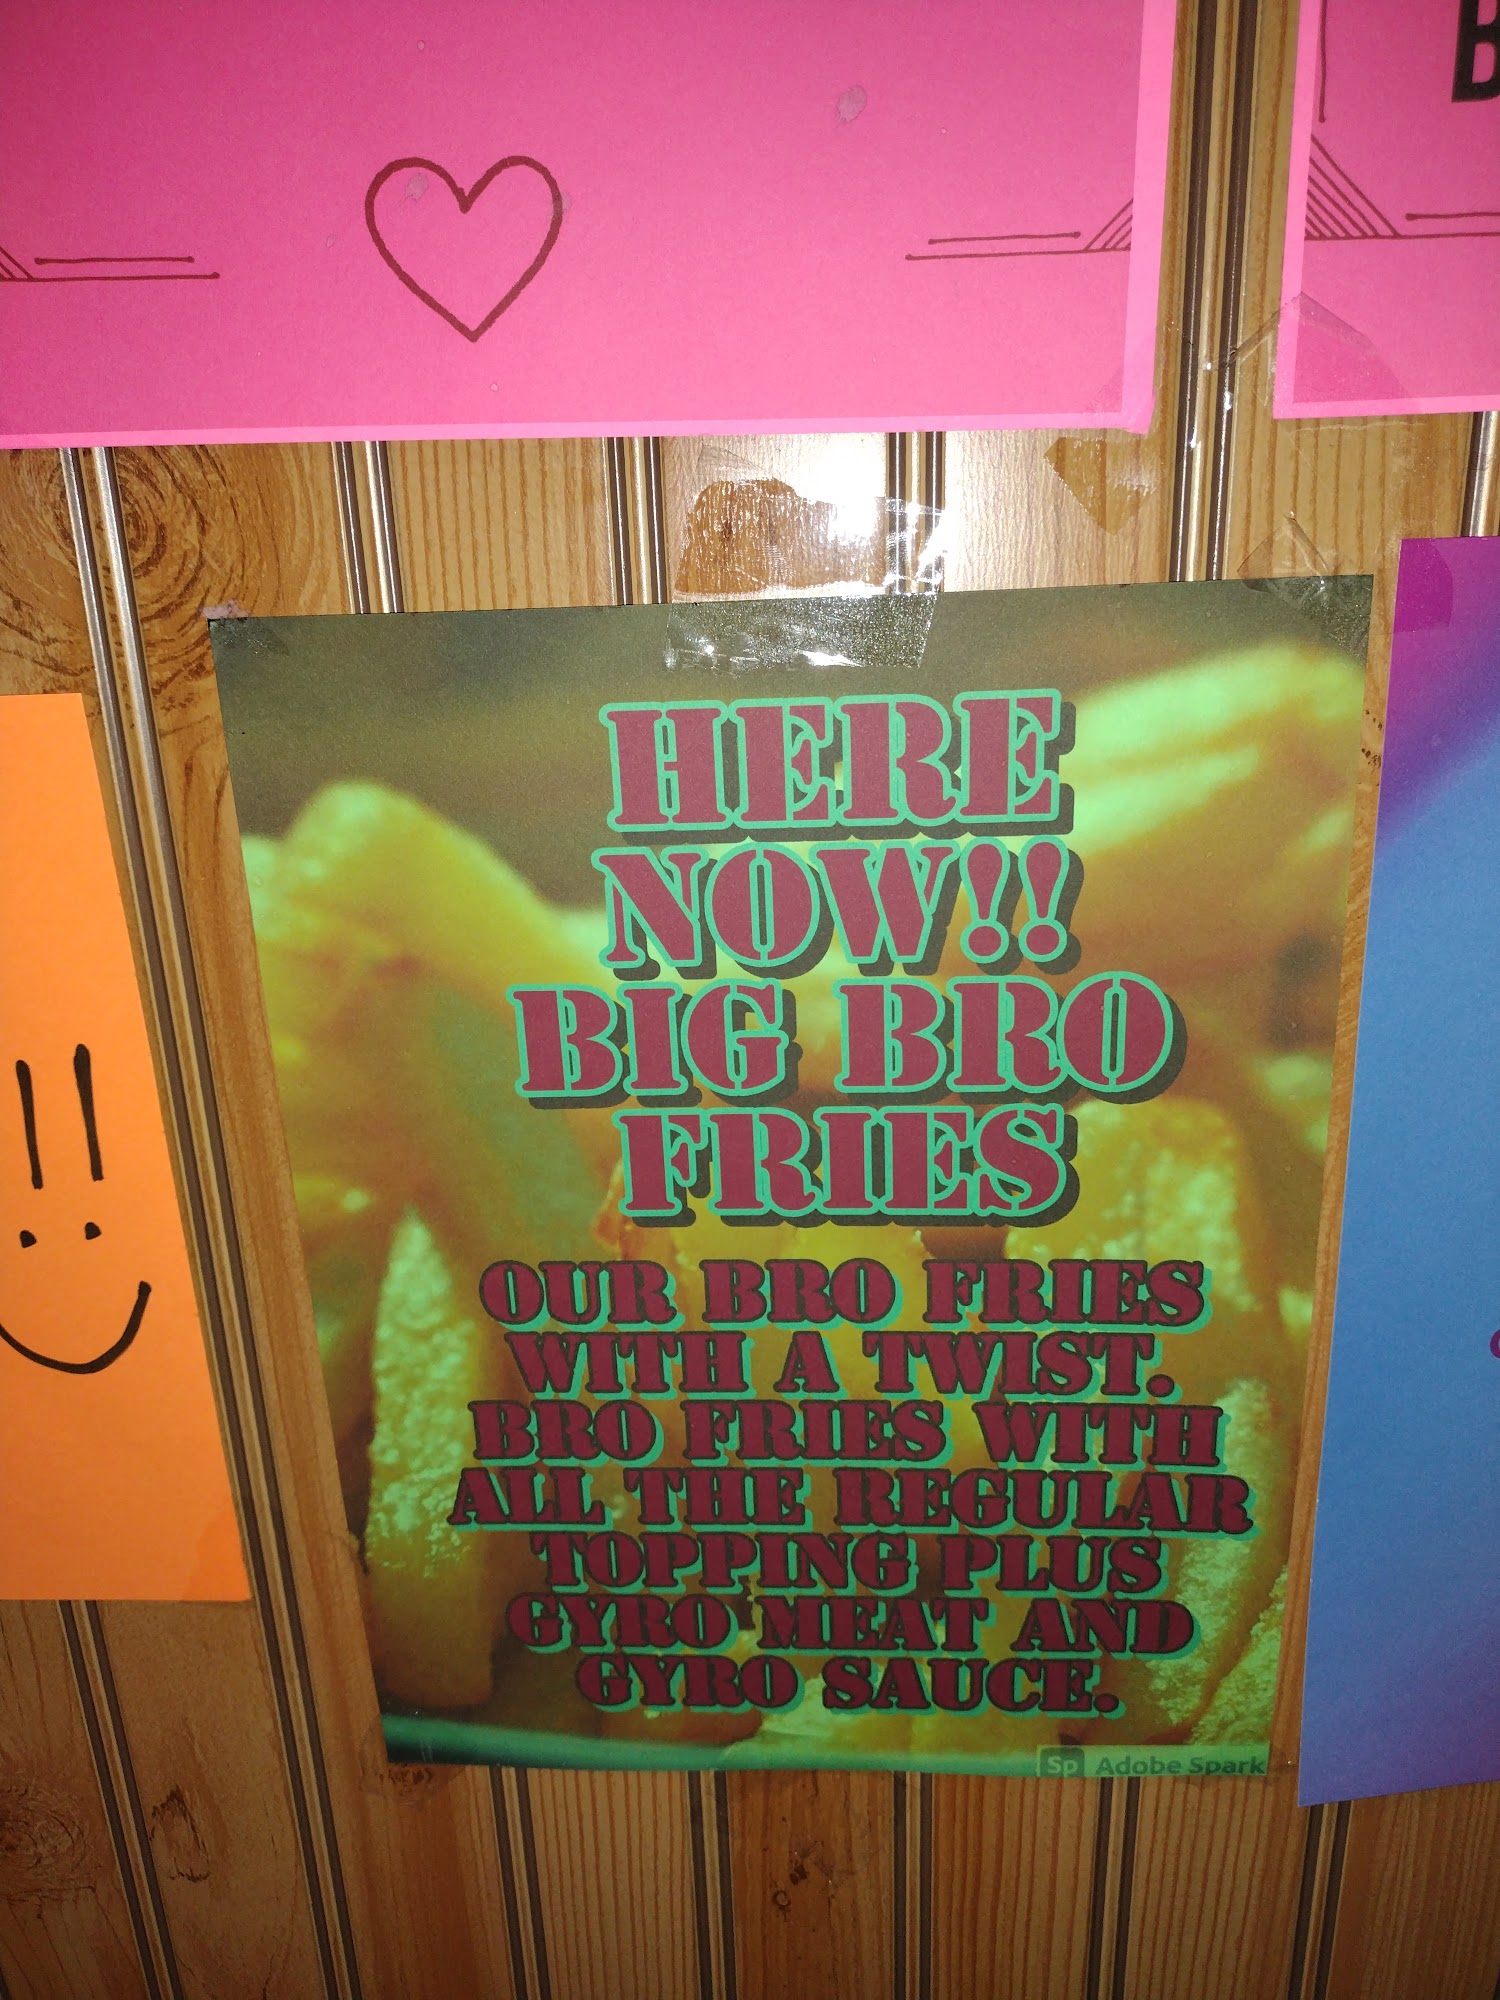 B
HERE
NOW!!
BIG BRO
FRIES
OUR BRO FRIES
WITH A TWIST.
BRO FRIES WITH
ALL THE REGULAR
TOPPING PLUS
GYRO MEAT AND
GYRO SAUCE.
Sp Adobe Spark
!!